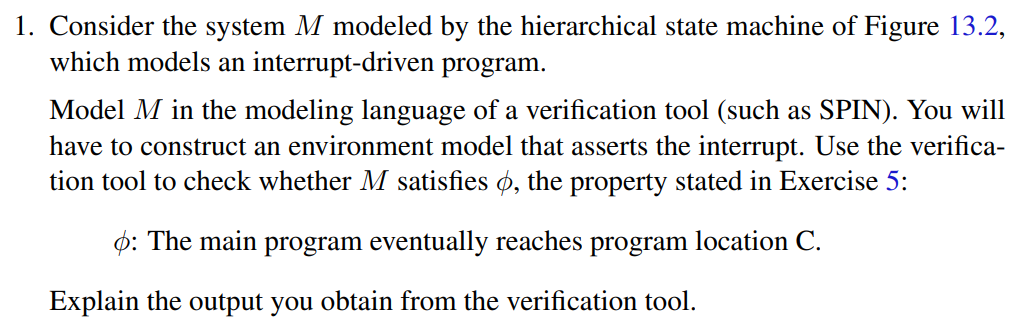 1. Consider the system M modeled by the hierarchical state machine of Figure 13.2,
which models an interrupt-driven program.
Model M in the modeling language of a verification tool (such as SPIN). You will
have to construct an environment model that asserts the interrupt. Use the verifica-
tion tool to check whether M satisfies ϕ, the property stated in Exercise 5:
ϕ: The main program eventually reaches program location C.
Explain the output you obtain from the verification tool.